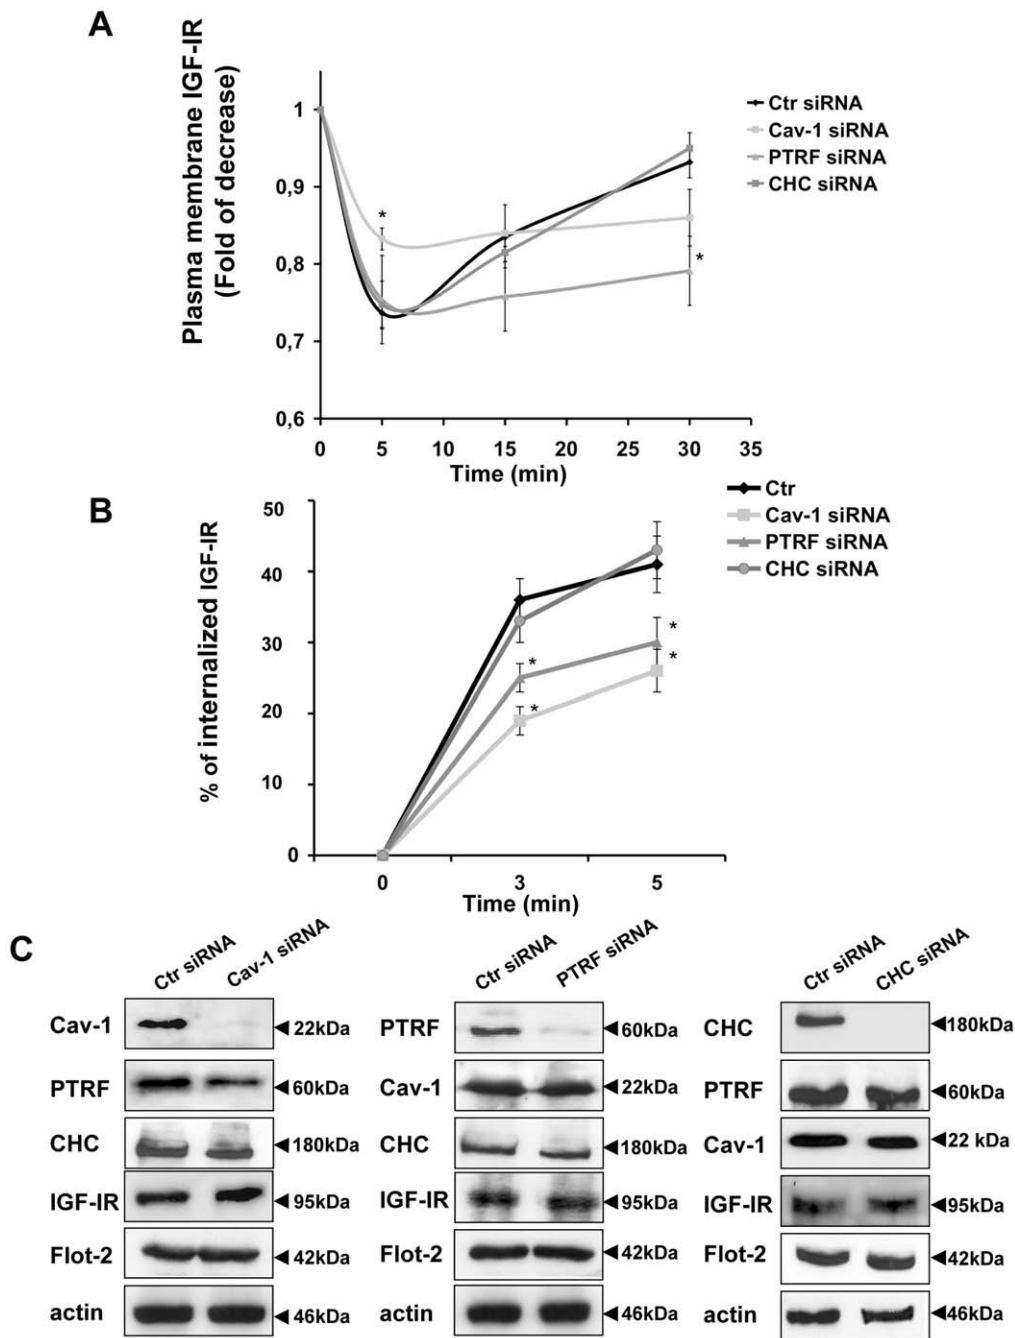 A
Plasma membrane IGF-IR
(Fold of decrease)
1
0,9
0,8
0,7
0,6
0 5 10 15 20 25 30 35
Time (min)
*
*
Ctr siRNA
Cav-1 siRNA
PTRF siRNA
CHC siRNA
B
% of internalized IGF-IR
50
40
30
20
10
0
0 3 5
Time (min)
*
*
*
*
Ctr
Cav-1 siRNA
PTRF siRNA
CHC siRNA
C
Ctr siRNA Cav-1 siRNA
Cav-1 22kDa
PTRF 60kDa
CHC 180kDa
IGF-IR 95kDa
Flot-2 42kDa
actin 46kDa
Ctr siRNA PTRF siRNA
PTRF 60kDa
Cav-1 22kDa
CHC 180kDa
IGF-IR 95kDa
Flot-2 42kDa
actin 46kDa
Ctr siRNA CHC siRNA
CHC 180kDa
PTRF 60kDa
Cav-1 22 kDa
IGF-IR 95kDa
Flot-2 42kDa
actin 46kDa